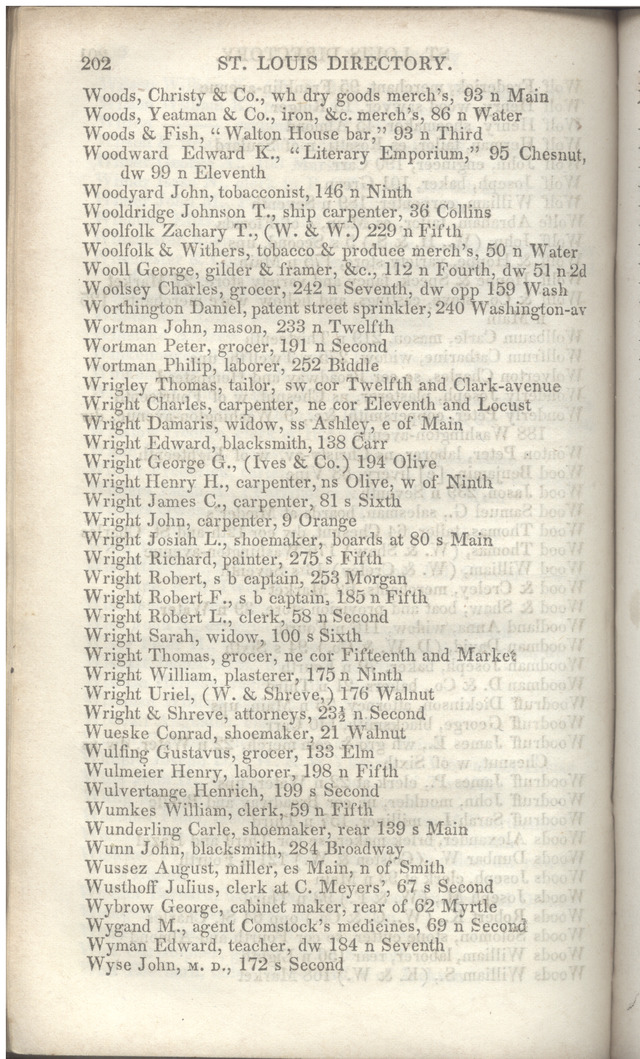 202 ST. LOUIS DIRECTORY.
Woods, Christy & Co., wh dry goods merch's, 93 n Main
Woods, Yeatman & Co., iron, &c. merch's, 86 n Water
Woods & Fish, "Walton House bar," 93 n Third
Woodward Edward K., "Literary Emporium," 95 Chesnut,
dw 99 n Eleventh
Woodyard John, tobacconist, 146 n Ninth
Wooldridge Johnson T., ship carpenter, 36 Collins
Woolfolk Zachary T., (W. & W.) 229 n Fifth
Woolfolk & Withers, tobacco & produce merch's, 50 n Water
Wooll George, gilder & framer, &c., 112 n Fourth, dw 51 n 2d
Woolsey Charles, grocer, 242 n Seventh, dw opp 159 Wash
Worthington Daniel, patent street sprinkler, 240 Washington-av
Wortman John, mason, 233 n Twelfth
Wortman Peter, grocer, 191 n Second
Wortman Philip, laborer, 252 Biddle
Wrigley Thomas, tailor, sw cor Twelfth and Clark-avenue
Wright Charles, carpenter, ne cor Eleventh and Locust
Wright Damaris, widow, ss Ashley, e of Main
Wright Edward, blacksmith, 138 Carr
Wright George G., (Ives & Co.) 194 Olive
Wright Henry H., carpenter, ns Olive, w of Ninth
Wright James C., carpenter, 81 s Sixth
Wright John, carpenter, 9 Orange
Wright Josiah L., shoemaker, boards at 80 s Main
Wright Richard, painter, 275 s Fifth
Wright Robert, s b captain, 253 Morgan
Wright Robert F., s b captain, 185 n Fifth
Wright Robert L., clerk, 58 n Second
Wright Sarah, widow, 100 s Sixth
Wright Thomas, grocer, ne cor Fifteenth and Market
Wright William, plasterer, 175 n Ninth
Wright Uriel, (W. & Shreve,) 176 Walnut
Wright & Shreve, attorneys, 23½ n Second
Wueske Conrad, shoemaker, 21 Walnut
Wulfing Gustavus, grocer, 133 Elm
Wulmeier Henry, laborer, 198 n Fifth
Wulvertange Henrich, 199 s Second
Wumkes William, clerk, 59 n Fifth
Wunderling Carle, shoemaker, rear 139 s Main
Wunn John, blacksmith, 284 Broadway
Wussez August, miller, es Main, n of Smith
Wusthoff Julius, clerk at C. Meyers', 67 s Second
Wybrow George, cabinet maker, rear of 62 Myrtle
Wygand M., agent Comstock's medicines, 69 n Second
Wyman Edward, teacher, dw 184 n Seventh
Wyse John, M. D., 172 s Second